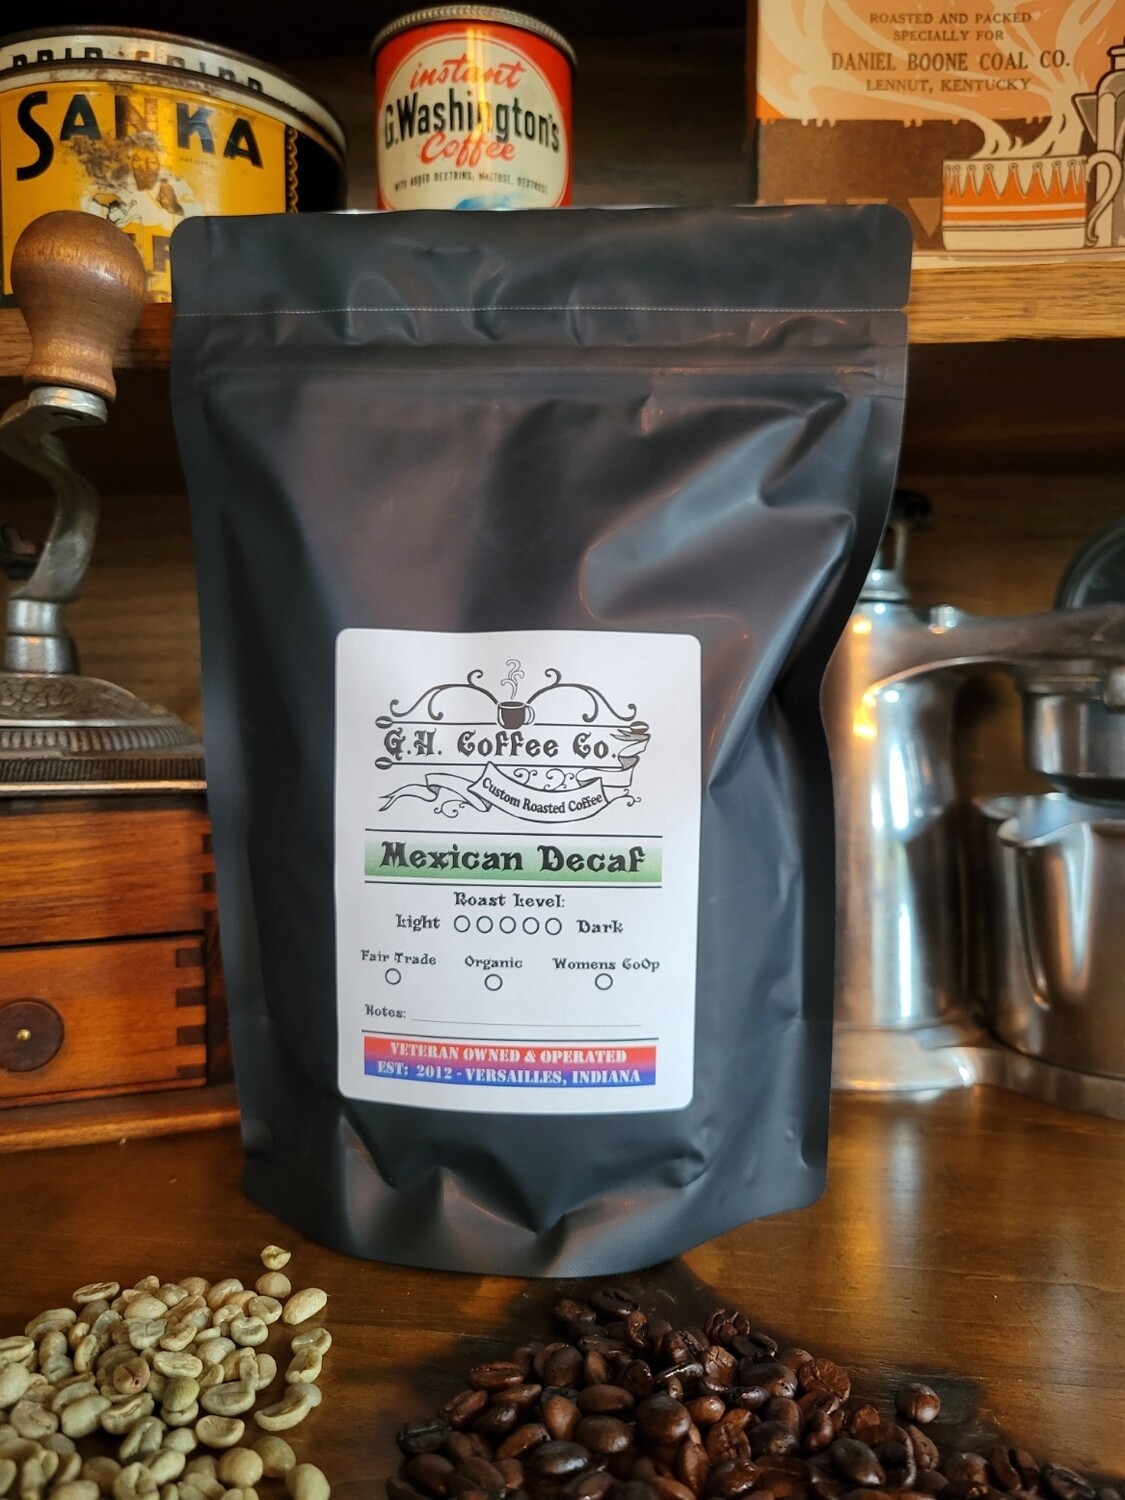 DRIP GRIND
SANKA
instant
G.Washington's
Coffee
WITH ADDED DEXTRINS, MALTOSE, DEXTROSE
ROASTED AND PACKED
SPECIALLY FOR
DANIEL BOONE COAL CO.
LENNUT, KENTUCKY
G.H. Coffee Co.
Custom Roasted Coffee
Mexican Decaf
Roast Level:
Light Dark
Fair Trade Organic Womens CoOp
Notes:
VETERAN OWNED & OPERATED
EST: 2012 - VERSAILLES, INDIANA